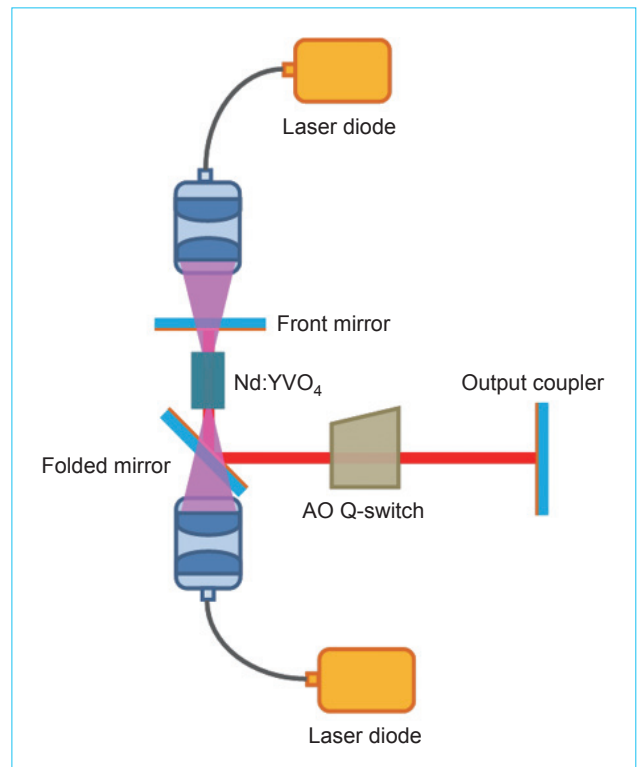 Laser diode
Front mirror
Nd:YVO₄
Output coupler
Folded mirror
AO Q-switch
Laser diode